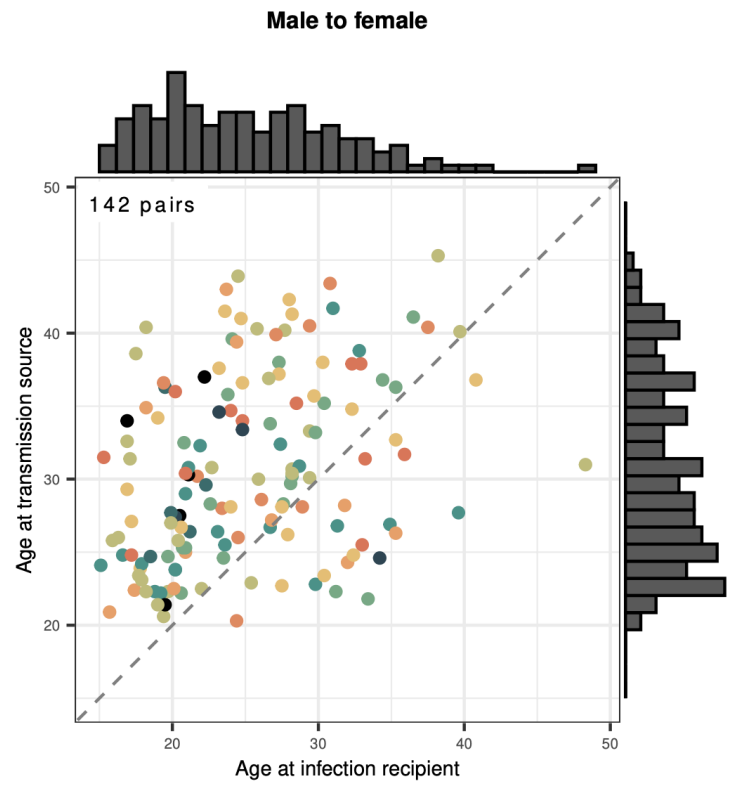 Male to female
142 pairs
50
40
30
20
Age at transmission source
20 30 40 50
Age at infection recipient